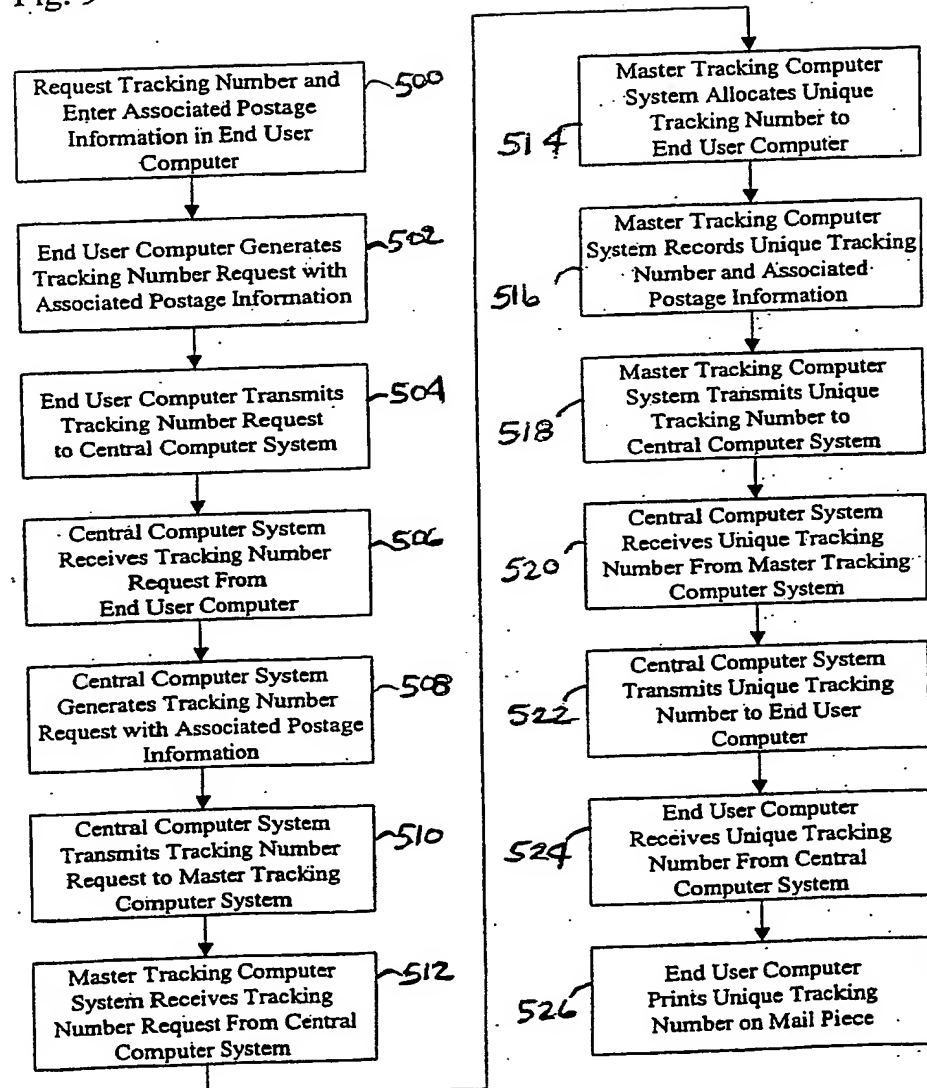 Request Tracking Number and
Enter Associated Postage
Information in End User
Computer
500
End User Computer Generates
Tracking Number Request with
Associated Postage Information
502
End User Computer Transmits
Tracking Number Request
to Central Computer System
504
Central Computer System
Receives Tracking Number
Request From
End User Computer
506
Central Computer System
Generates Tracking Number
Request with Associated Postage
Information
508
Central Computer System
Transmits Tracking Number
Request to Master Tracking
Computer System
510
Master Tracking Computer
System Receives Tracking
Number Request From Central
Computer System
512
Master Tracking Computer
System Allocates Unique
Tracking Number to
End User Computer
514
Master Tracking Computer
System Records Unique Tracking
Number and Associated
Postage Information
516
Master Tracking Computer
System Transmits Unique
Tracking Number to
Central Computer System
518
Central Computer System
Receives Unique Tracking
Number From Master Tracking
Computer System
520
Central Computer System
Transmits Unique Tracking
Number to End User
Computer
522
End User Computer
Receives Unique Tracking
Number From Central
Computer System
524
End User Computer
Prints Unique Tracking
Number on Mail Piece
526